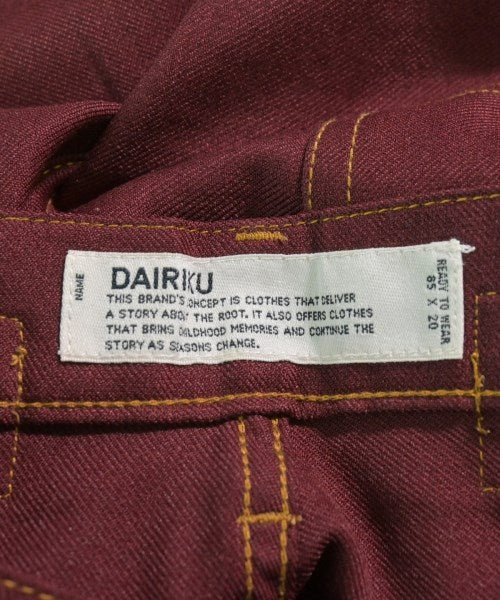 NAME
DAIRIKU
THIS BRAND'S CONCEPT IS CLOTHES THAT DELIVER
A STORY ABOUT THE ROOT. IT ALSO OFFERS CLOTHES
THAT BRING CHILDHOOD MEMORIES AND CONTINUE THE
STORY AS SEASONS CHANGE.
READY TO WEAR
85 X 20